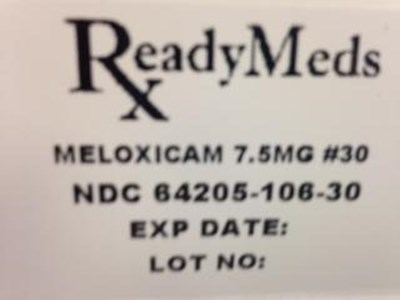 ReadyMeds
MELOXICAM 7.5MG #30
NDC 64205-106-30
EXP DATE:
LOT NO: